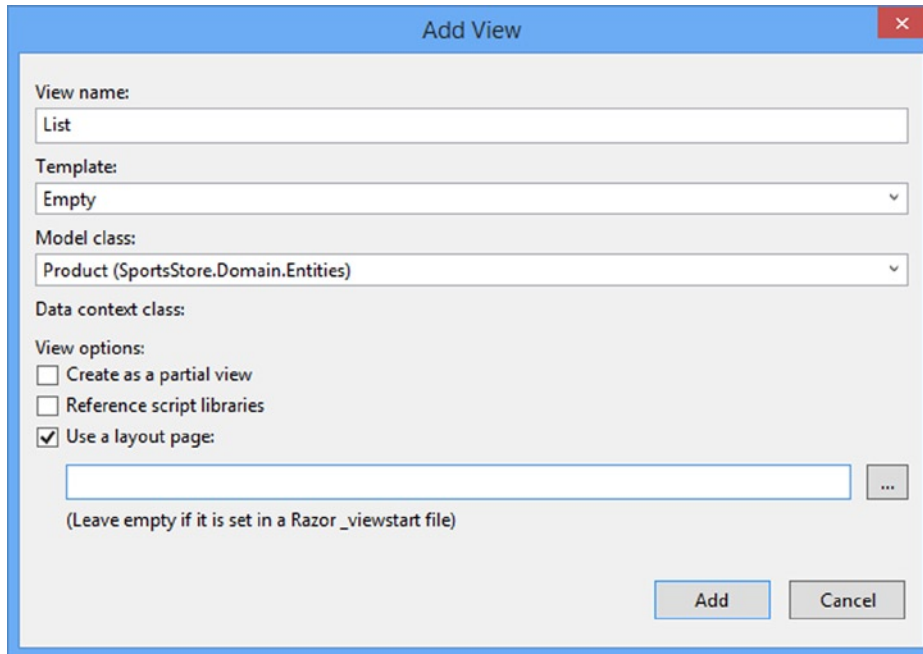 Add View
View name:
List
Template:
Empty
Model class:
Product (SportsStore.Domain.Entities)
Data context class:
View options:
Create as a partial view
Reference script libraries
Use a layout page:
...
(Leave empty if it is set in a Razor _viewstart file)
Add Cancel